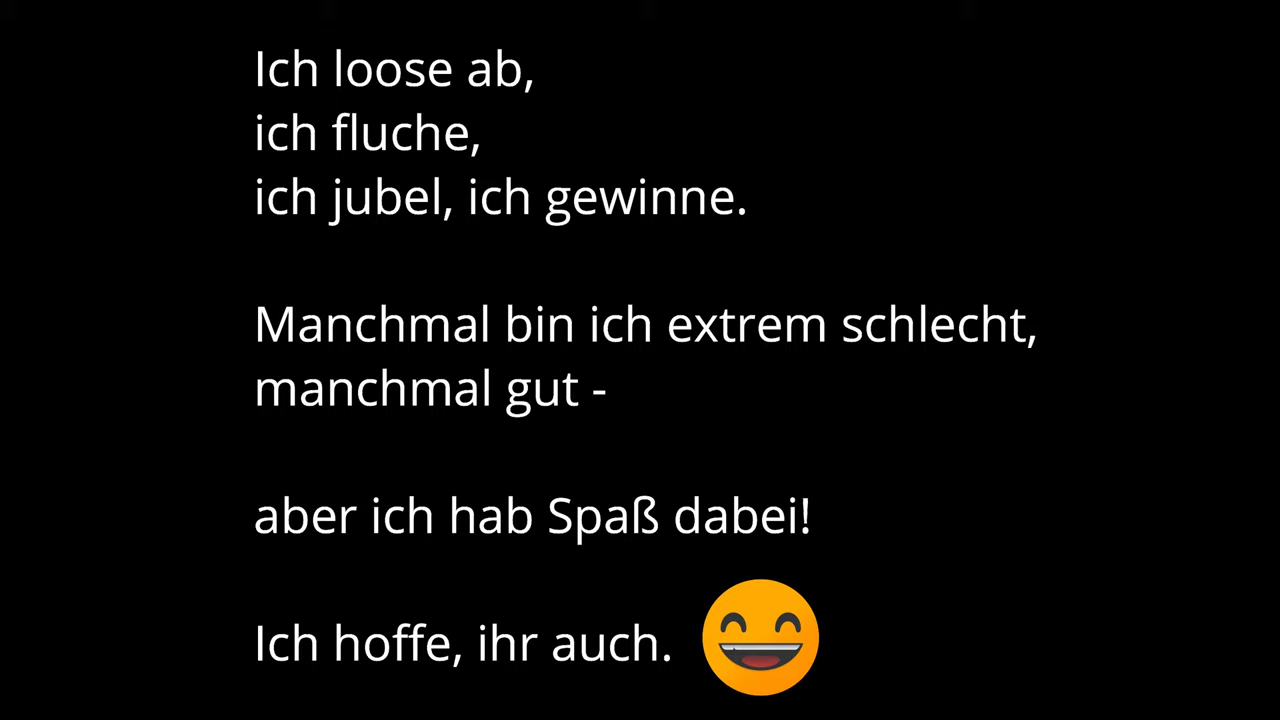 Ich loose ab,
ich fluche,
ich jubel, ich gewinne.
Manchmal bin ich extrem schlecht,
manchmal gut -
aber ich hab Spaß dabei!
Ich hoffe, ihr auch.